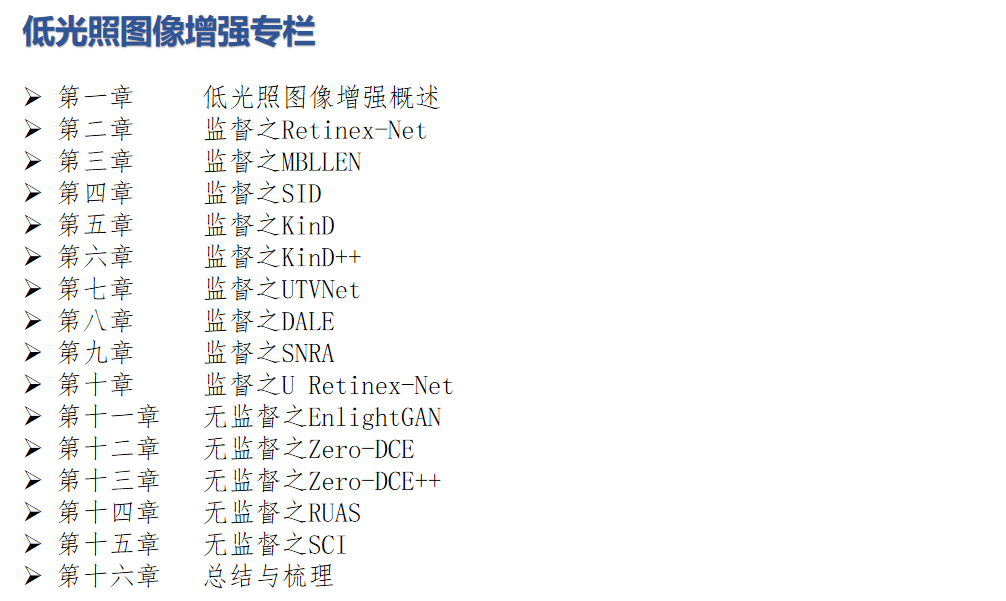 低光照图像增强专栏
第一章 低光照图像增强概述
第二章 监督之Retinex-Net
第三章 监督之MBLLEN
第四章 监督之SID
第五章 监督之KinD
第六章 监督之KinD++
第七章 监督之UTVNet
第八章 监督之DALE
第九章 监督之SNRA
第十章 监督之U Retinex-Net
第十一章 无监督之EnlightGAN
第十二章 无监督之Zero-DCE
第十三章 无监督之Zero-DCE++
第十四章 无监督之RUAS
第十五章 无监督之SCI
第十六章 总结与梳理